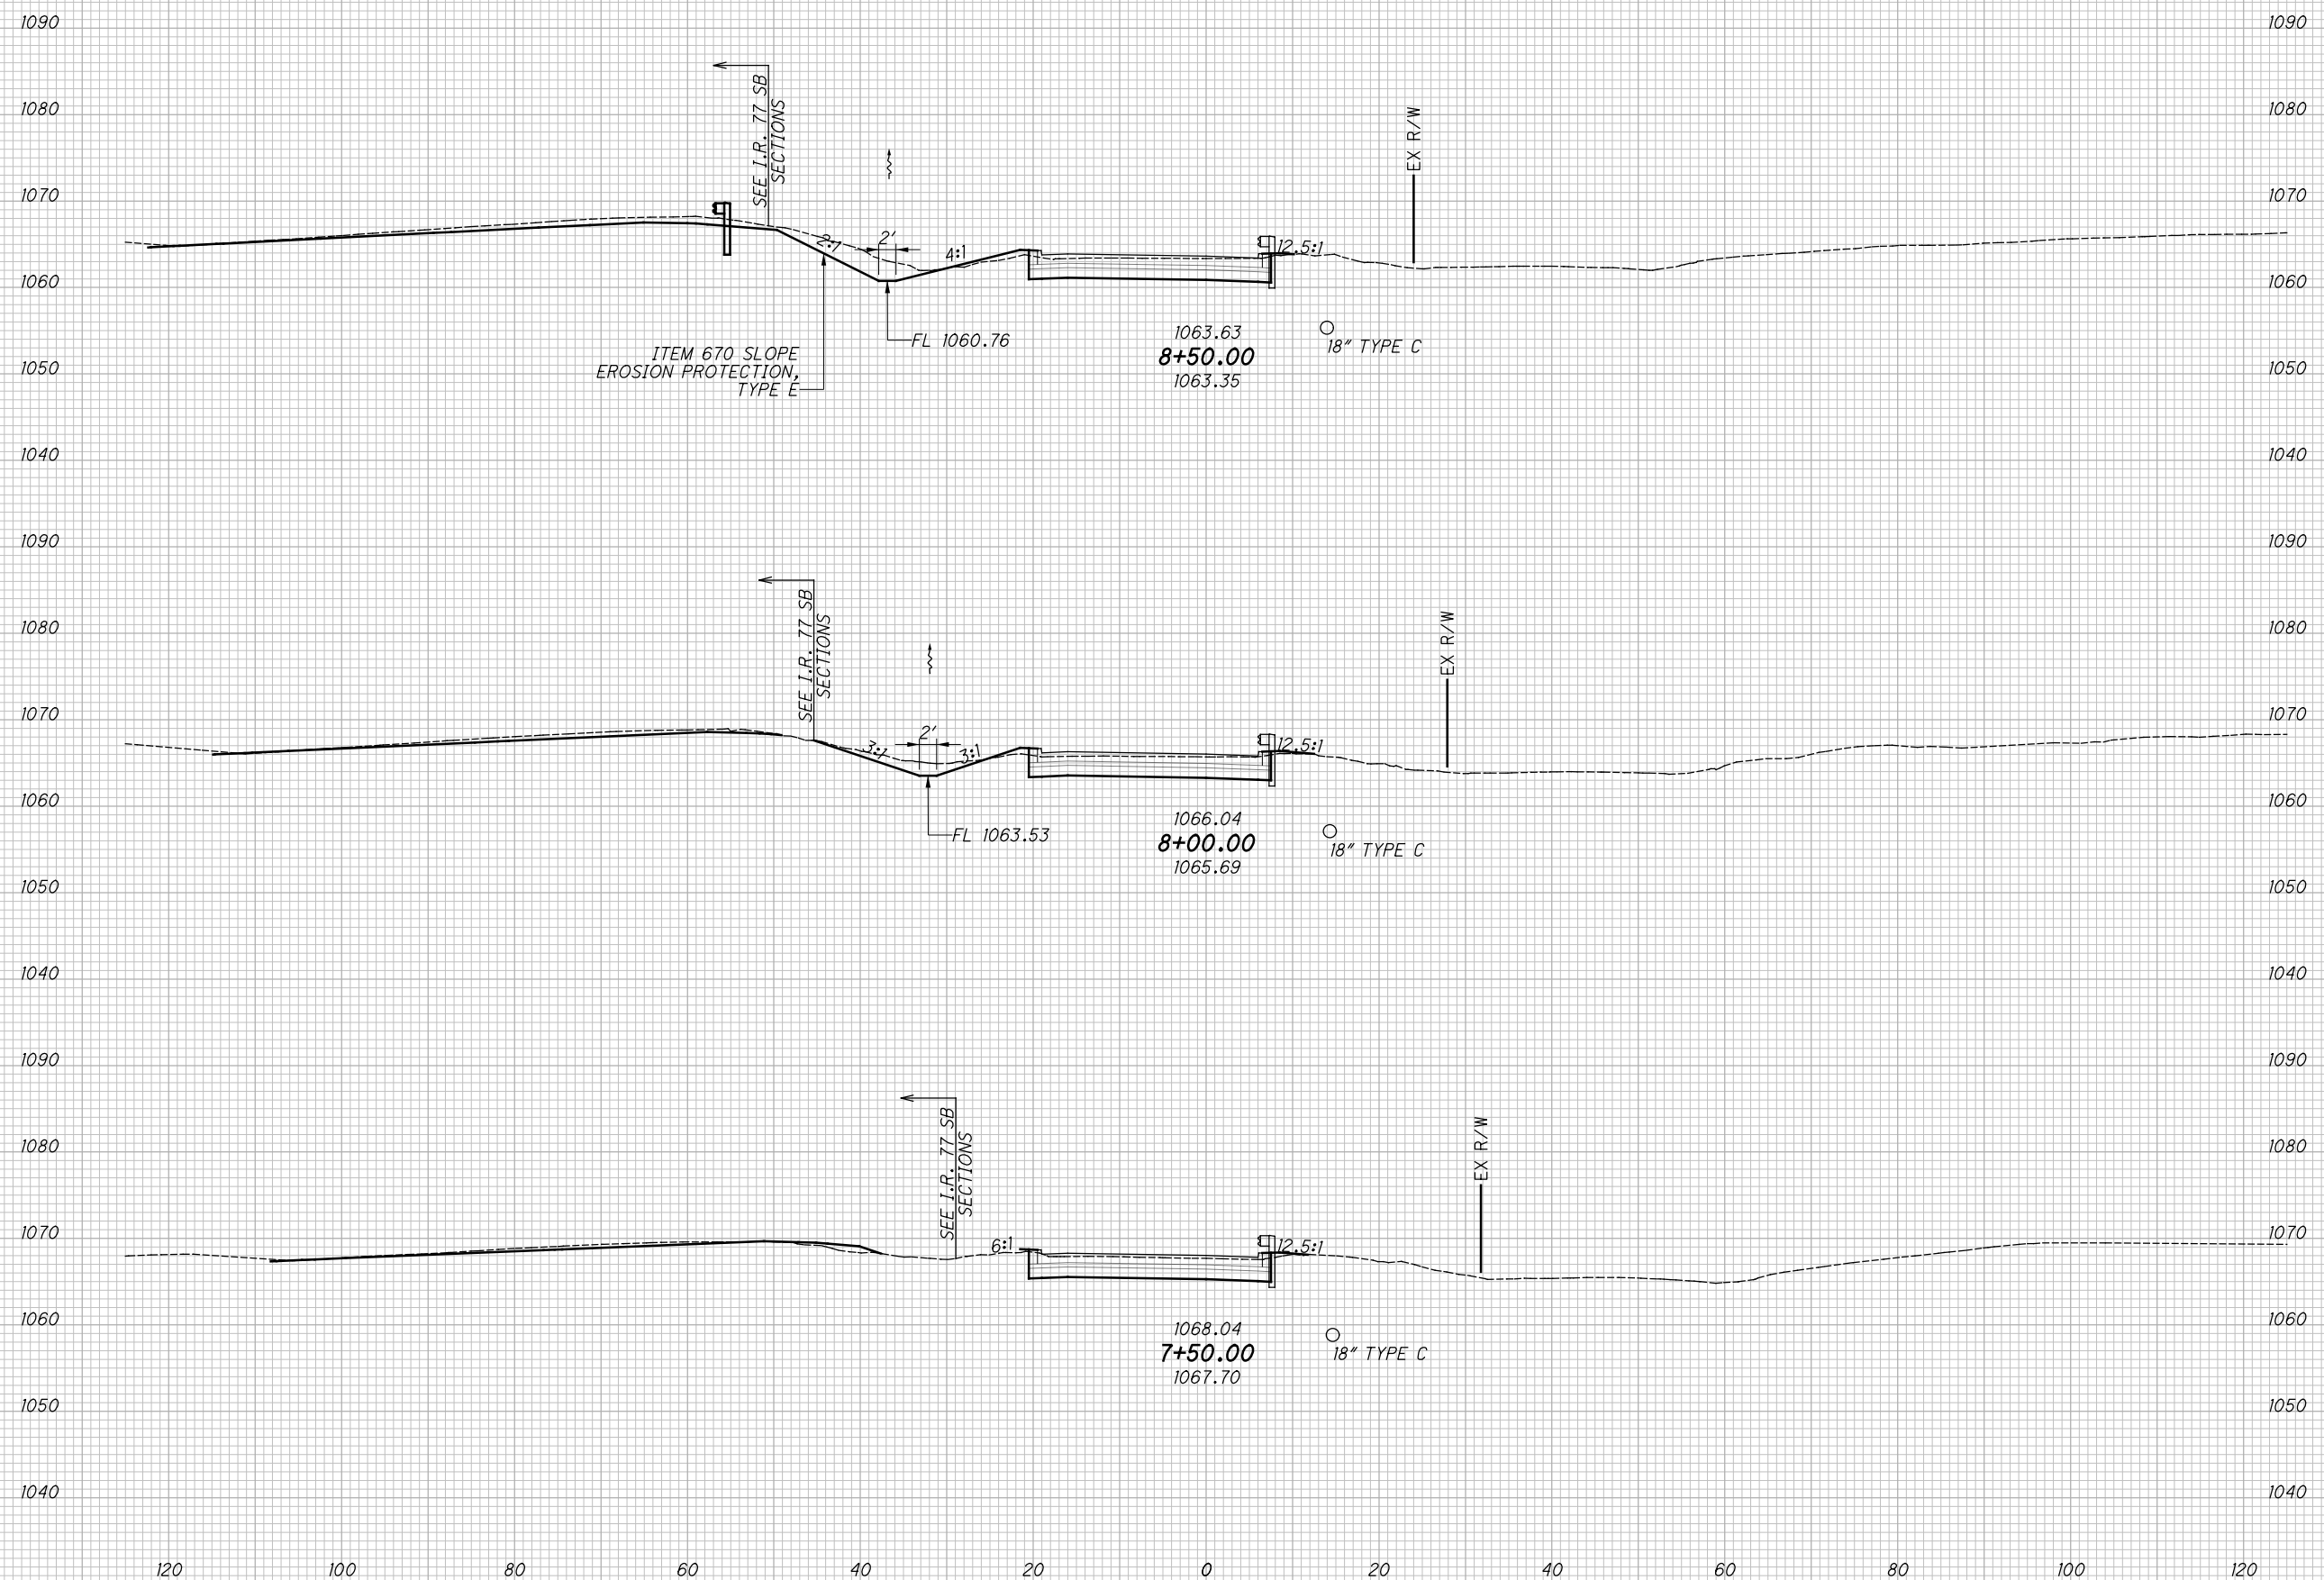 1090 1090
SEE I.R. 77 SB
SECTIONS
EX R/W
1080 1080
1070 1070
2:1
2'
4:1
12.5:1
1060 1060
FL 1060.76
1063.63
8+50.00
1063.35
18" TYPE C
ITEM 670 SLOPE
EROSION PROTECTION,
TYPE E
1050 1050
1040 1040
1090 1090
SEE I.R. 77 SB
SECTIONS
EX R/W
1080 1080
1070 1070
3:1
2'
3:1
12.5:1
1060 1060
FL 1063.53
1066.04
8+00.00
1065.69
18" TYPE C
1050 1050
1040 1040
1090 1090
SEE I.R. 77 SB
SECTIONS
EX R/W
1080 1080
1070 1070
6:1
12.5:1
1060 1060
1068.04
7+50.00
1067.70
18" TYPE C
1050 1050
1040 1040
120 100 80 60 40 20 0 20 40 60 80 100 120